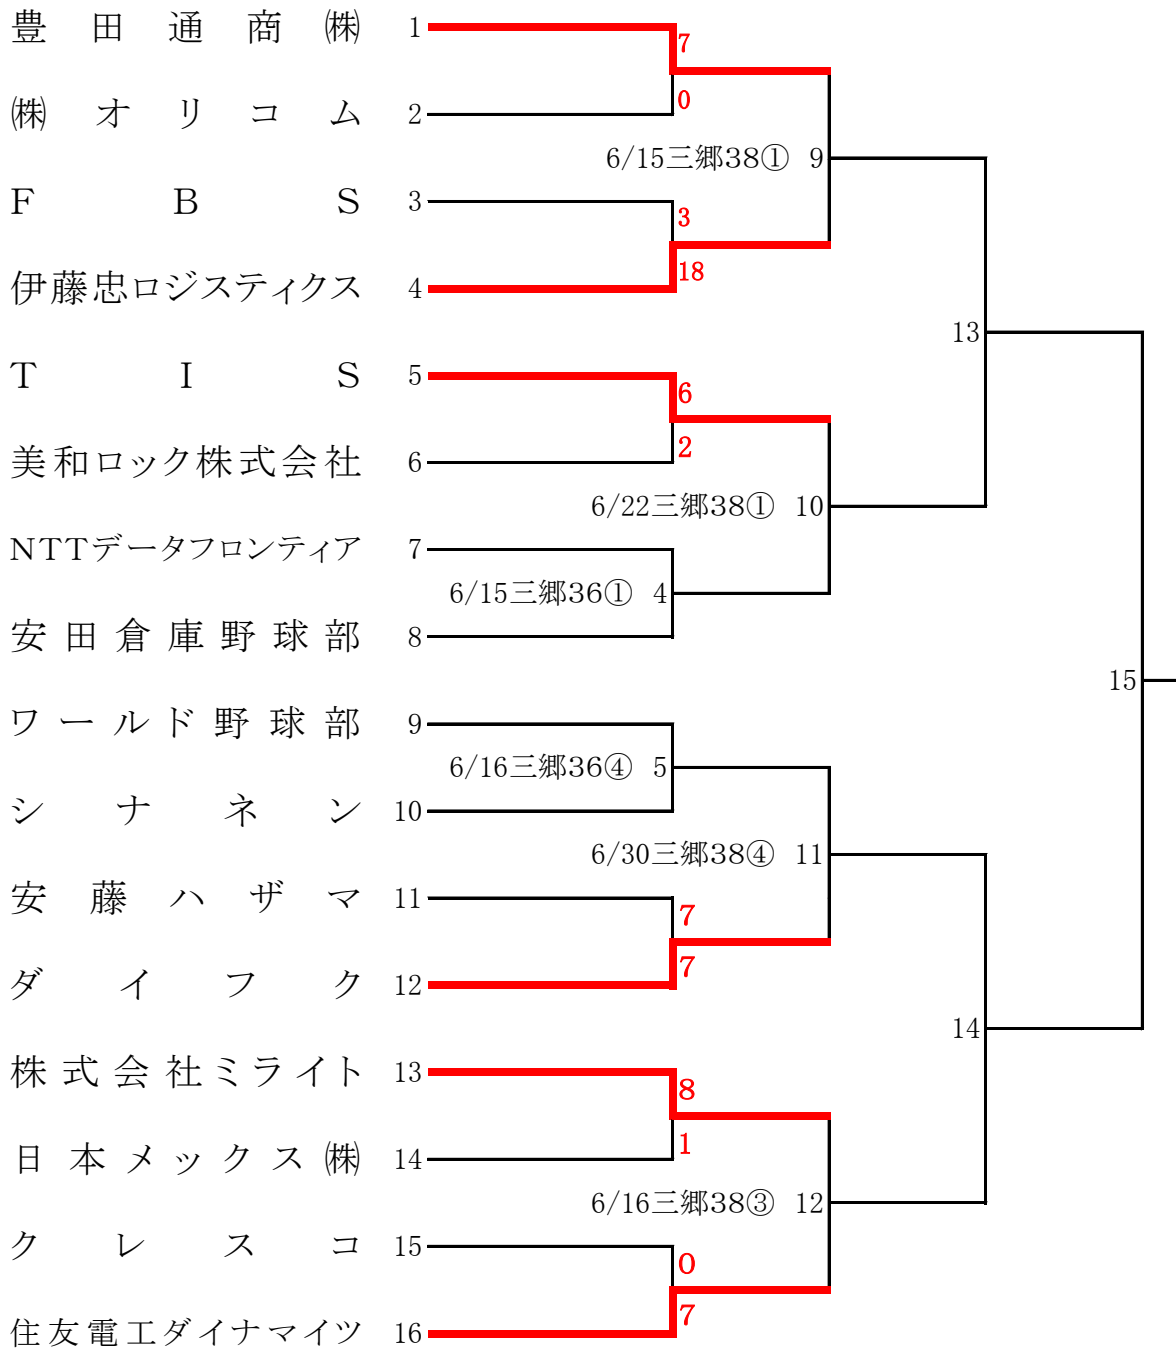 豊田通商㈱ 1
7
0
㈱オリコム 2
6/15三郷38① 9
FBS 3
3
18
伊藤忠ロジスティクス 4
13
TIS 5
6
2
美和ロック株式会社 6
6/22三郷38① 10
NTTデータフロンティア 7
6/15三郷36① 4
安田倉庫野球部 8
15
ワールド野球部 9
6/16三郷36④ 5
シナネン 10
6/30三郷38④ 11
安藤ハザマ 11
7
7
ダイフク 12
14
株式会社ミライト 13
8
1
日本メックス㈱ 14
6/16三郷38③ 12
クレスコ 15
0
7
住友電工ダイナマイツ 16